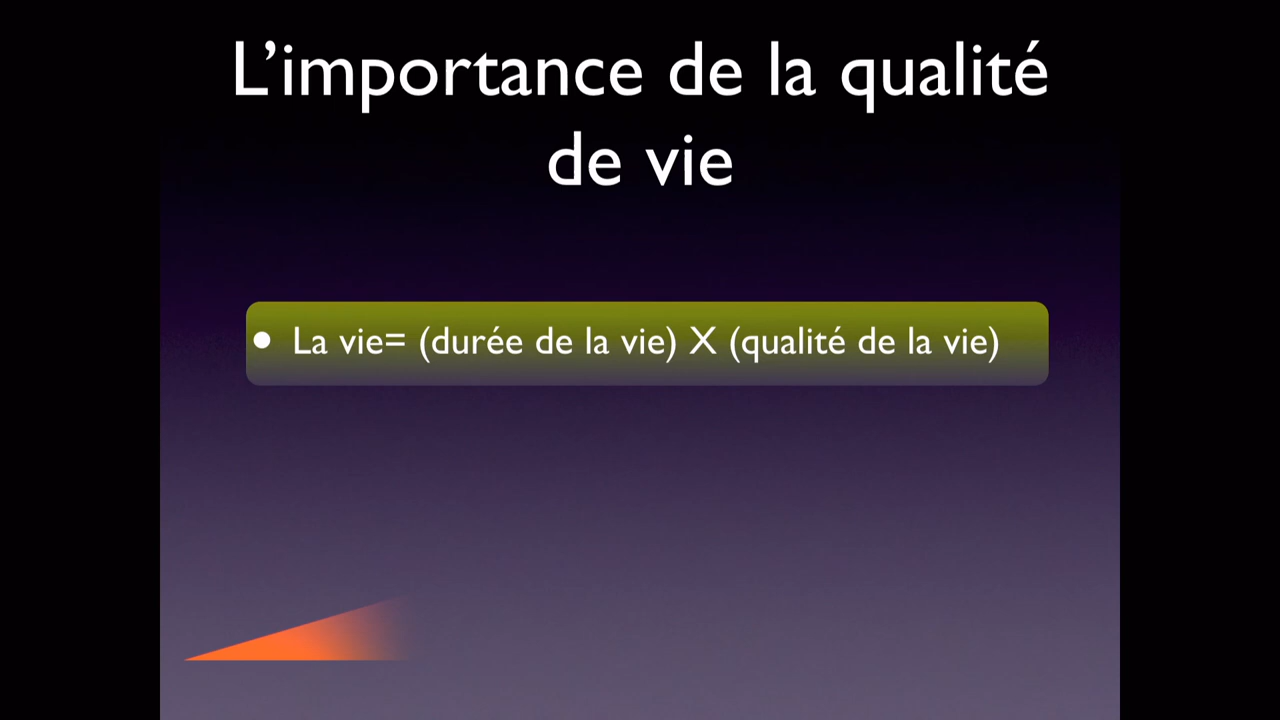 L’importance de la qualité
de vie
• La vie= (durée de la vie) X (qualité de la vie)